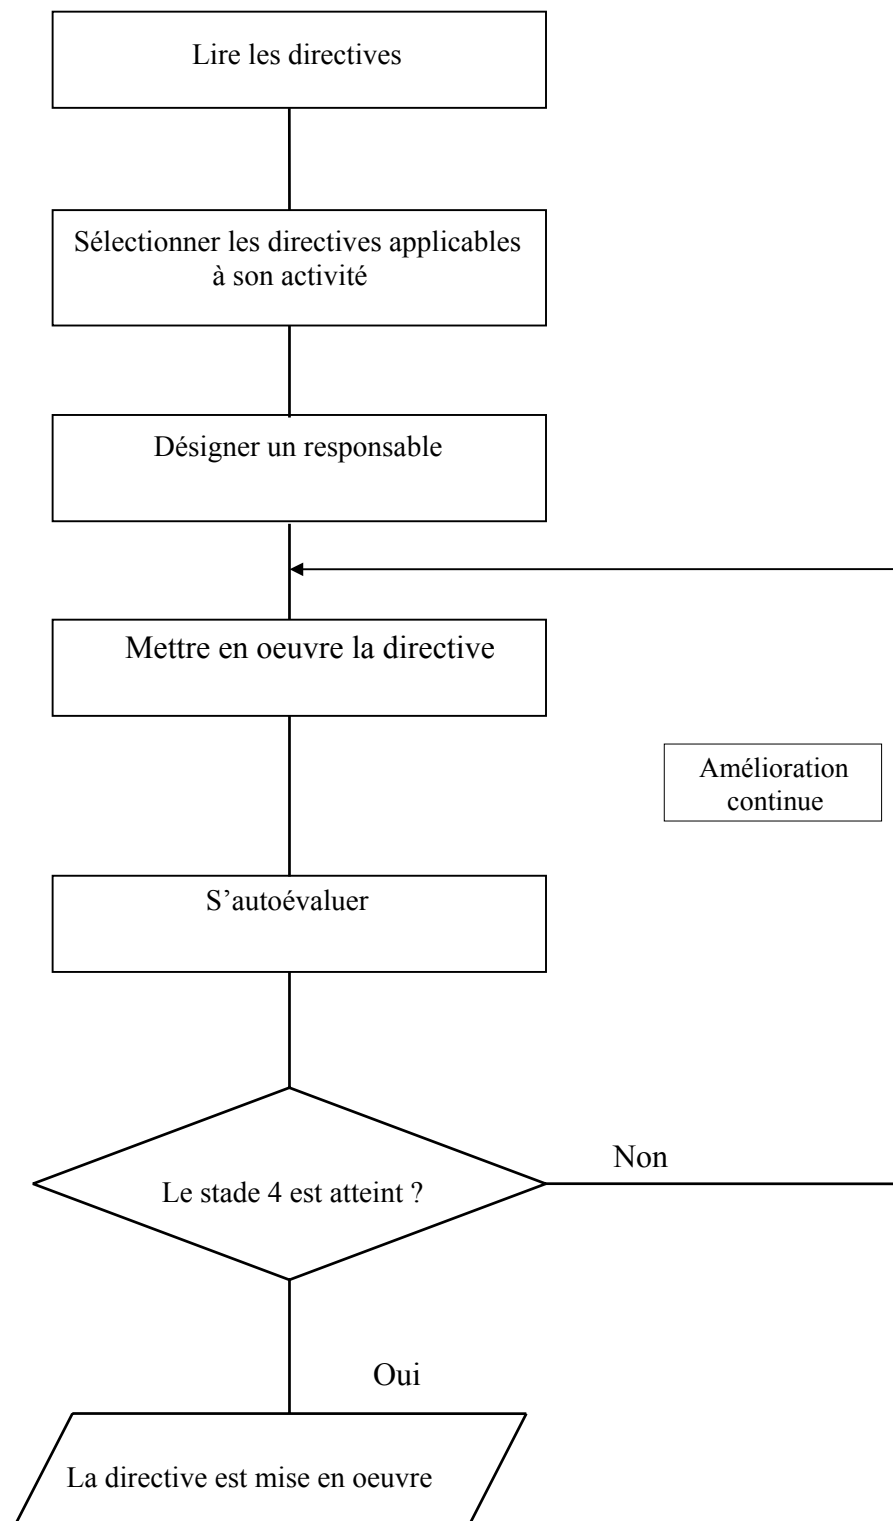 Lire les directives
Sélectionner les directives applicables
à son activité
Désigner un responsable
Mettre en oeuvre la directive
Amélioration
continue
S’autoévaluer
Non
Le stade 4 est atteint ?
Oui
La directive est mise en oeuvre